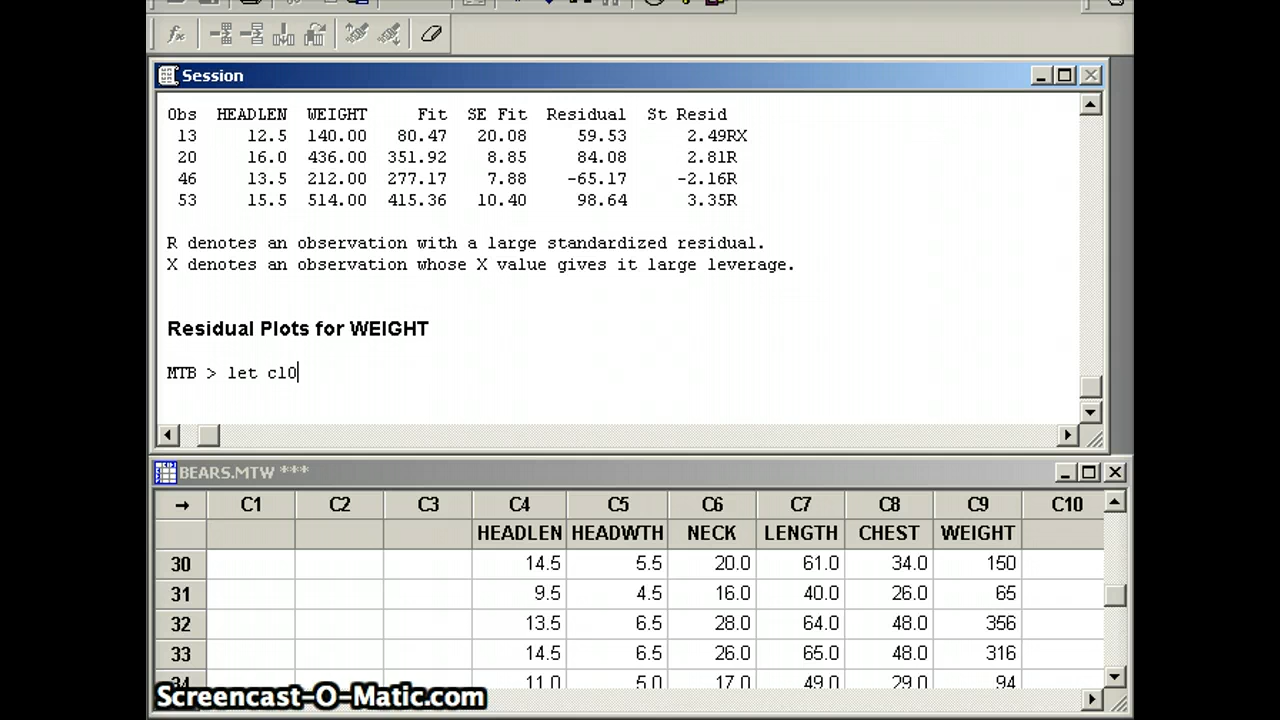 fx
Session
Obs HEADLEN WEIGHT Fit SE Fit Residual St Resid
13 12.5 140.00 80.47 20.08 59.53 2.49RX
20 16.0 436.00 351.92 8.85 84.08 2.81R
46 13.5 212.00 277.17 7.88 -65.17 -2.16R
53 15.5 514.00 415.36 10.40 98.64 3.35R
R denotes an observation with a large standardized residual.
X denotes an observation whose X value gives it large leverage.
Residual Plots for WEIGHT
MTB > let c10
BEARS.MTW ***
→ C1 C2 C3 C4 C5 C6 C7 C8 C9 C10
HEADLEN HEADWTH NECK LENGTH CHEST WEIGHT
30 14.5 5.5 20.0 61.0 34.0 150
31 9.5 4.5 16.0 40.0 26.0 65
32 13.5 6.5 28.0 64.0 48.0 356
33 14.5 6.5 26.0 65.0 48.0 316
34 11.0 5.0 17.0 49.0 29.0 94
Screencast-O-Matic.com